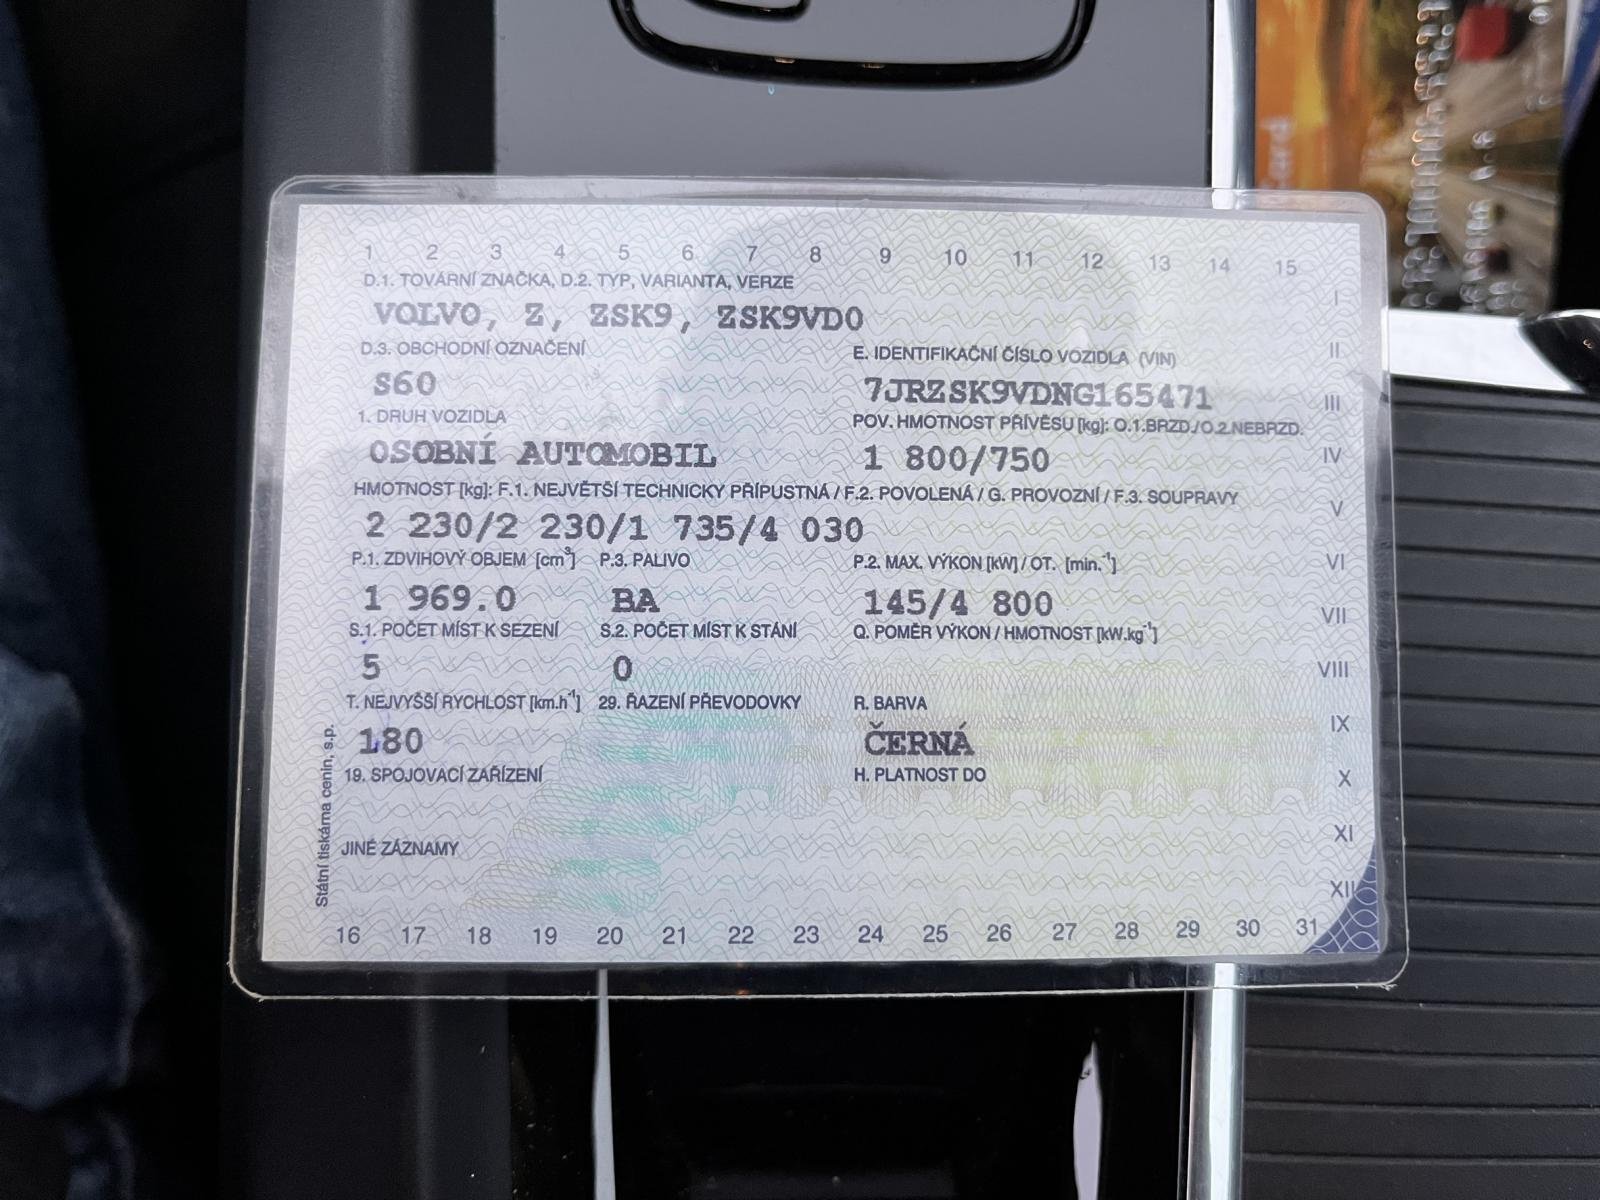 1 2 3 4 5 6 7 8 9 10 11 12 13 14 15
D.1. TOVÁRNÍ ZNAČKA, D.2. TYP, VARIANTA, VERZE
I
VOLVO, Z, ZSK9, ZSK9VD0
D.3. OBCHODNÍ OZNAČENÍ E. IDENTIFIKAČNÍ ČÍSLO VOZIDLA (VIN) II
S60 7JRZSK9VDNG165471 III
1. DRUH VOZIDLA POV. HMOTNOST PŘÍVĚSU [kg]: O.1.BRZD./O.2.NEBRZD.
OSOBNÍ AUTOMOBIL 1 800/750 IV
HMOTNOST [kg]: F.1. NEJVĚTŠÍ TECHNICKY PŘÍPUSTNÁ / F.2. POVOLENÁ / G. PROVOZNÍ / F.3. SOUPRAVY V
2 230/2 230/1 735/4 030
P.1. ZDVIHOVÝ OBJEM [cm³] P.3. PALIVO P.2. MAX. VÝKON [kW] / OT. [min.⁻¹] VI
1 969.0 BA 145/4 800 VII
S.1. POČET MÍST K SEZENÍ S.2. POČET MÍST K STÁNÍ Q. POMĚR VÝKON / HMOTNOST [kW.kg⁻¹]
5 0 VIII
T. NEJVYŠŠÍ RYCHLOST [km.h⁻¹] 29. ŘAZENÍ PŘEVODOVKY R. BARVA IX
180 ČERNÁ
19. SPOJOVACÍ ZAŘÍZENÍ H. PLATNOST DO X
XI
JINÉ ZÁZNAMY
XII
Státní tiskárna cenin, s.p.
16 17 18 19 20 21 22 23 24 25 26 27 28 29 30 31